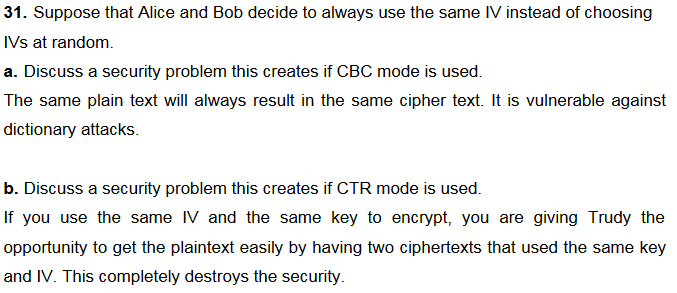 31. Suppose that Alice and Bob decide to always use the same IV instead of choosing
IVs at random.
a. Discuss a security problem this creates if CBC mode is used.
The same plain text will always result in the same cipher text. It is vulnerable against
dictionary attacks.
b. Discuss a security problem this creates if CTR mode is used.
If you use the same IV and the same key to encrypt, you are giving Trudy the
opportunity to get the plaintext easily by having two ciphertexts that used the same key
and IV. This completely destroys the security.